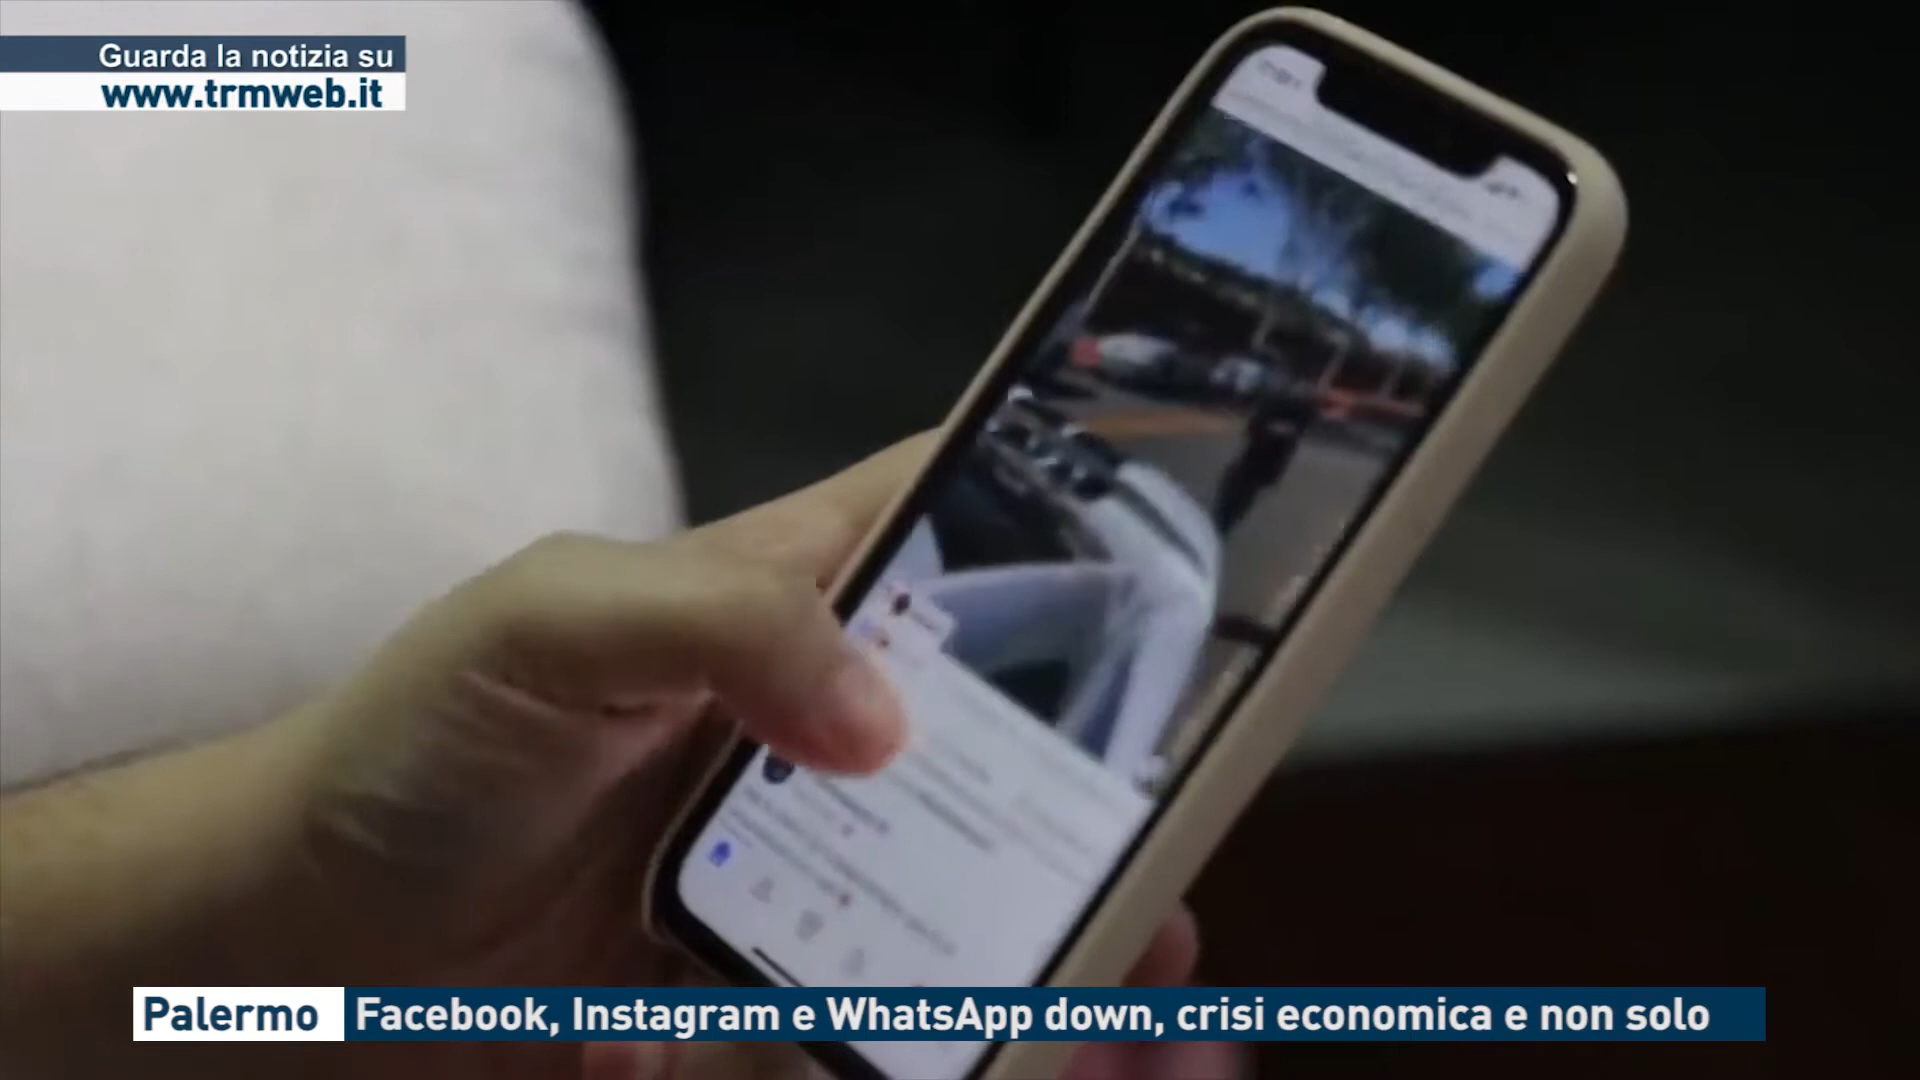 Guarda la notizia su
www.trmweb.it
Palermo Facebook, Instagram e WhatsApp down, crisi economica e non solo